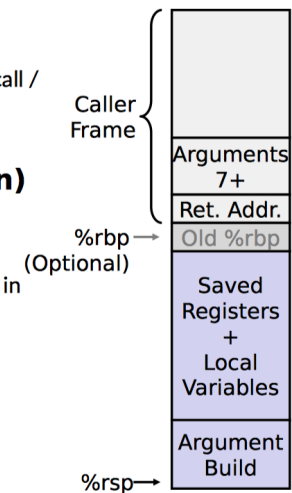 call /
Caller
Frame
Arguments
7+
n)
Ret. Addr.
%rbp
Old %rbp
(Optional)
in
Saved
Registers
+
Local
Variables
Argument
Build
%rsp